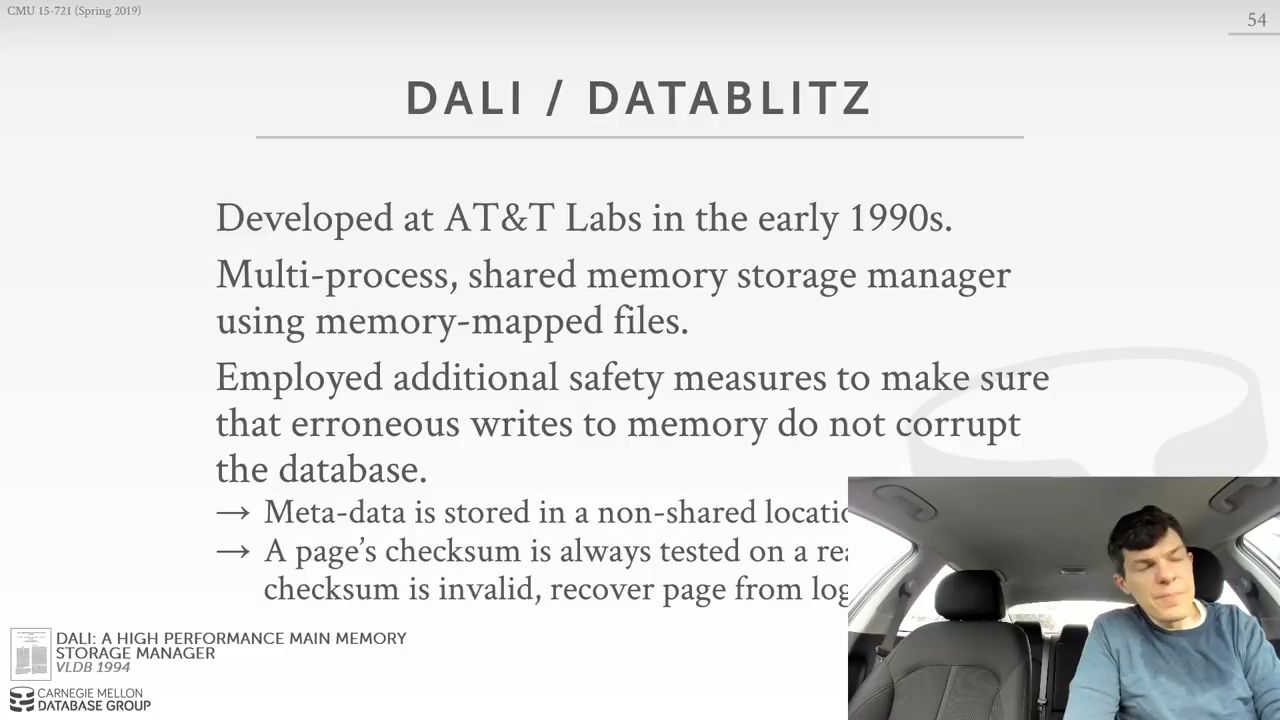 CMU 15-721 (Spring 2019)
54
DALI / DATABLITZ
Developed at AT&T Labs in the early 1990s.
Multi-process, shared memory storage manager
using memory-mapped files.
Employed additional safety measures to make sure
that erroneous writes to memory do not corrupt
the database.
→ Meta-data is stored in a non-shared
→ A page's checksum is always tested on a
checksum is invalid, recover page from
DALI: A HIGH PERFORMANCE MAIN MEMORY
STORAGE MANAGER
VLDB 1994
CARNEGIE MELLON
DATABASE GROUP